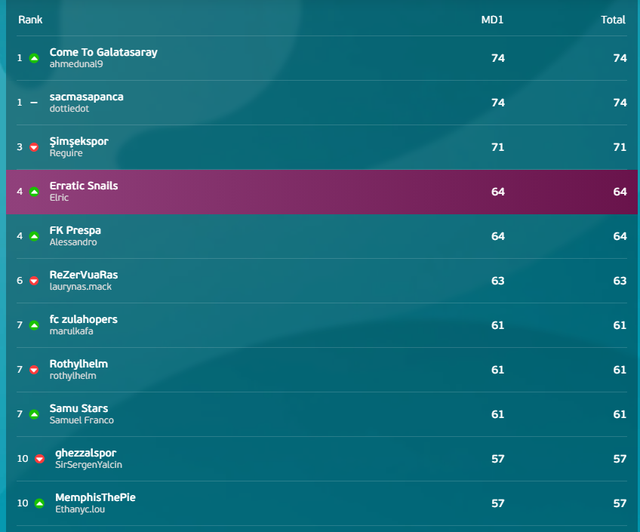 Rank MD1 Total
1 Come To Galatasaray 74 74
ahmedunal9
1 sacmasapanca 74 74
dottiedot
3 Şimşekspor 71 71
Reguire
4 Erratic Snails 64 64
Elric
4 FK Prespa 64 64
Alessandro
6 ReZerVuaRas 63 63
laurynas.mack
7 fc zulahopers 61 61
marulkafa
7 Rothylhelm 61 61
rothylhelm
7 Samu Stars 61 61
Samuel Franco
10 ghezzalspor 57 57
SirSergenYalcin
10 MemphisThePie 57 57
Ethanyc.lou